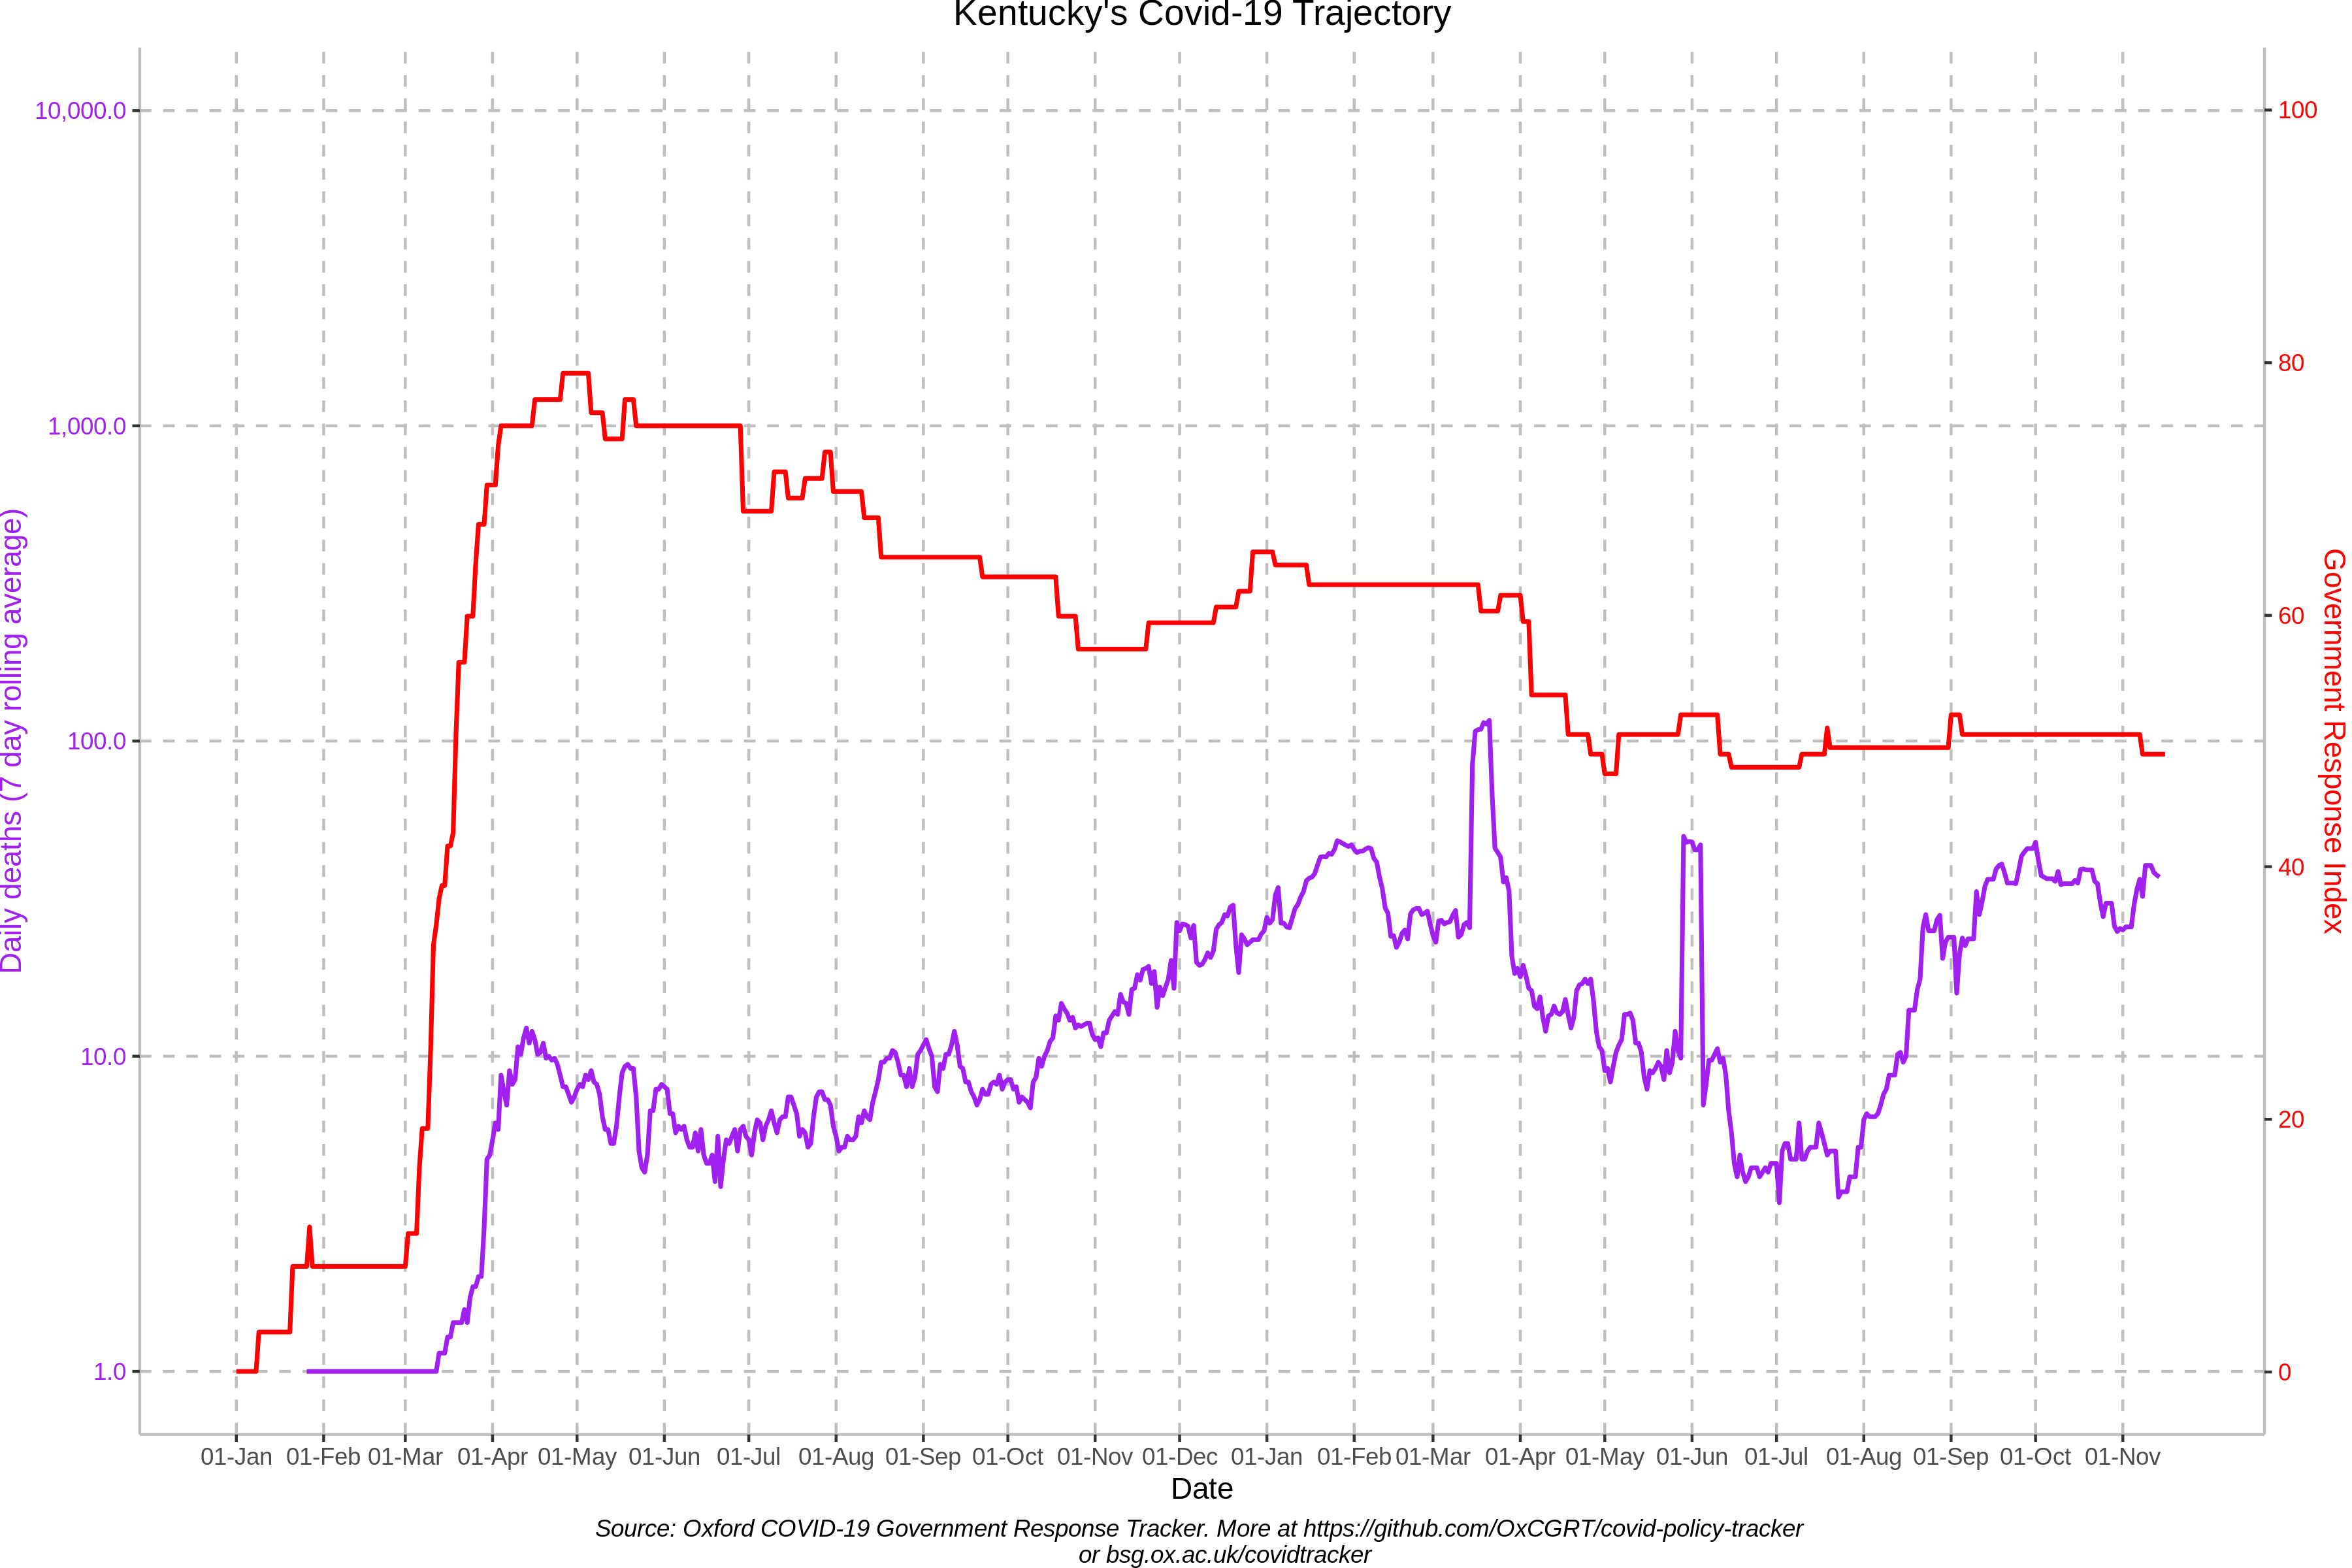 Kentucky's Covid-19 Trajectory
10,000.0
1,000.0
100.0
10.0
1.0
Daily deaths (7 day rolling average)
100
80
60
40
20
0
Government Response Index
01-Jan 01-Feb 01-Mar 01-Apr 01-May 01-Jun 01-Jul 01-Aug 01-Sep 01-Oct 01-Nov 01-Dec 01-Jan 01-Feb 01-Mar 01-Apr 01-May 01-Jun 01-Jul 01-Aug 01-Sep 01-Oct 01-Nov
Date
Source: Oxford COVID-19 Government Response Tracker. More at https://github.com/OxCGRT/covid-policy-tracker
or bsg.ox.ac.uk/covidtracker